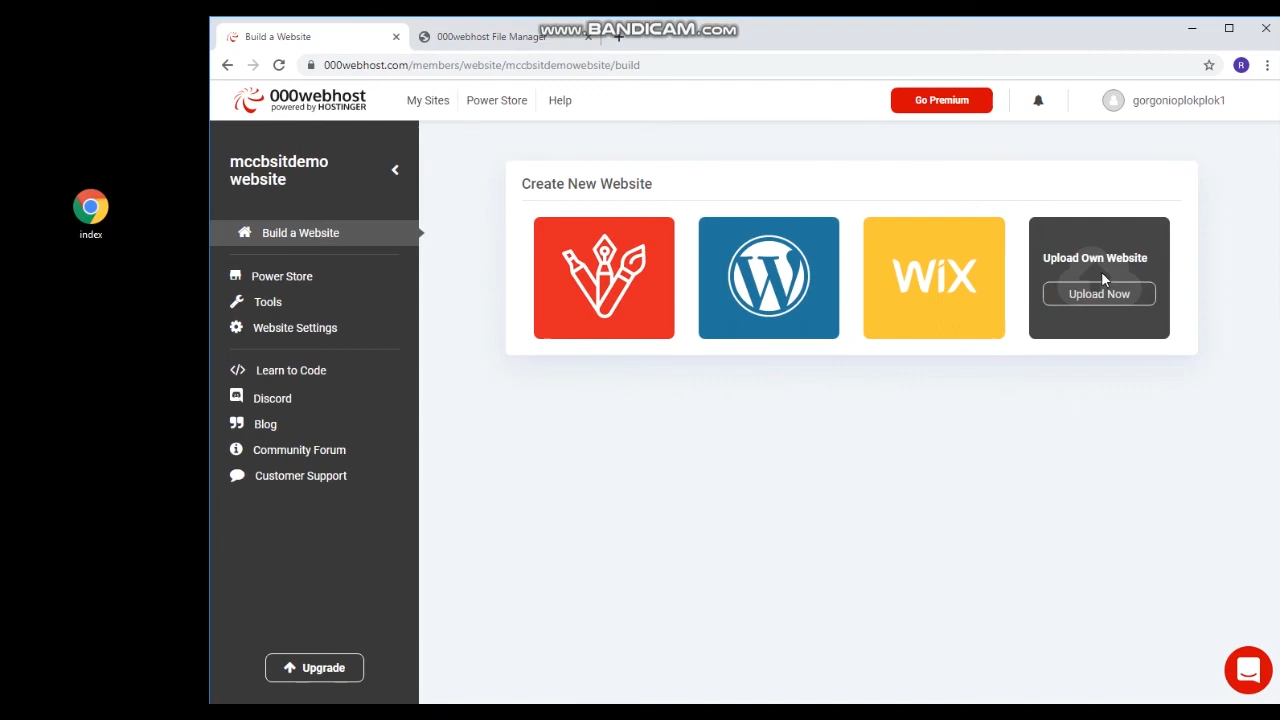 Build a Website
000webhost File Manager
www.BANDICAM.com
000webhost.com/members/website/mccbsitdemowebsite/build
R
000webhost
powered by HOSTINGER
My Sites
Power Store
Help
Go Premium
gorgonioplokplok1
mccbsitdemo
website
Build a Website
Power Store
Tools
Website Settings
Learn to Code
Discord
Blog
Community Forum
Customer Support
Upgrade
Create New Website
WiX
Upload Own Website
Upload Now
index